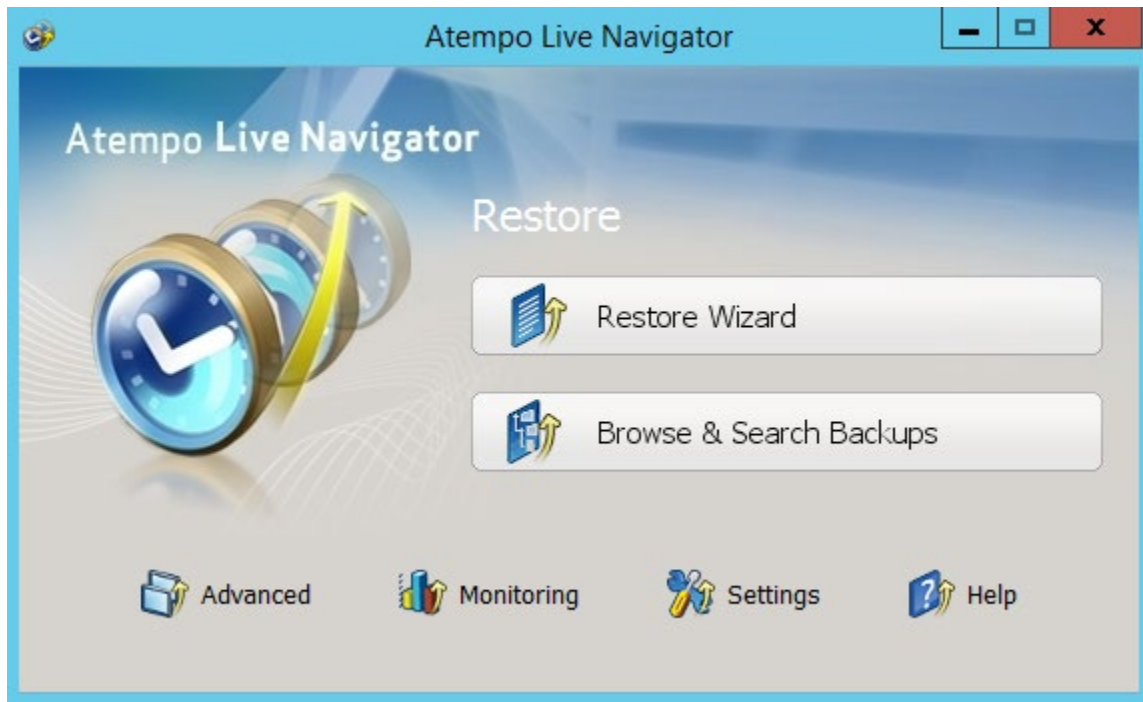 Atempo Live Navigator
Atempo Live Navigator
Restore
Restore Wizard
Browse & Search Backups
Advanced
Monitoring
Settings
Help